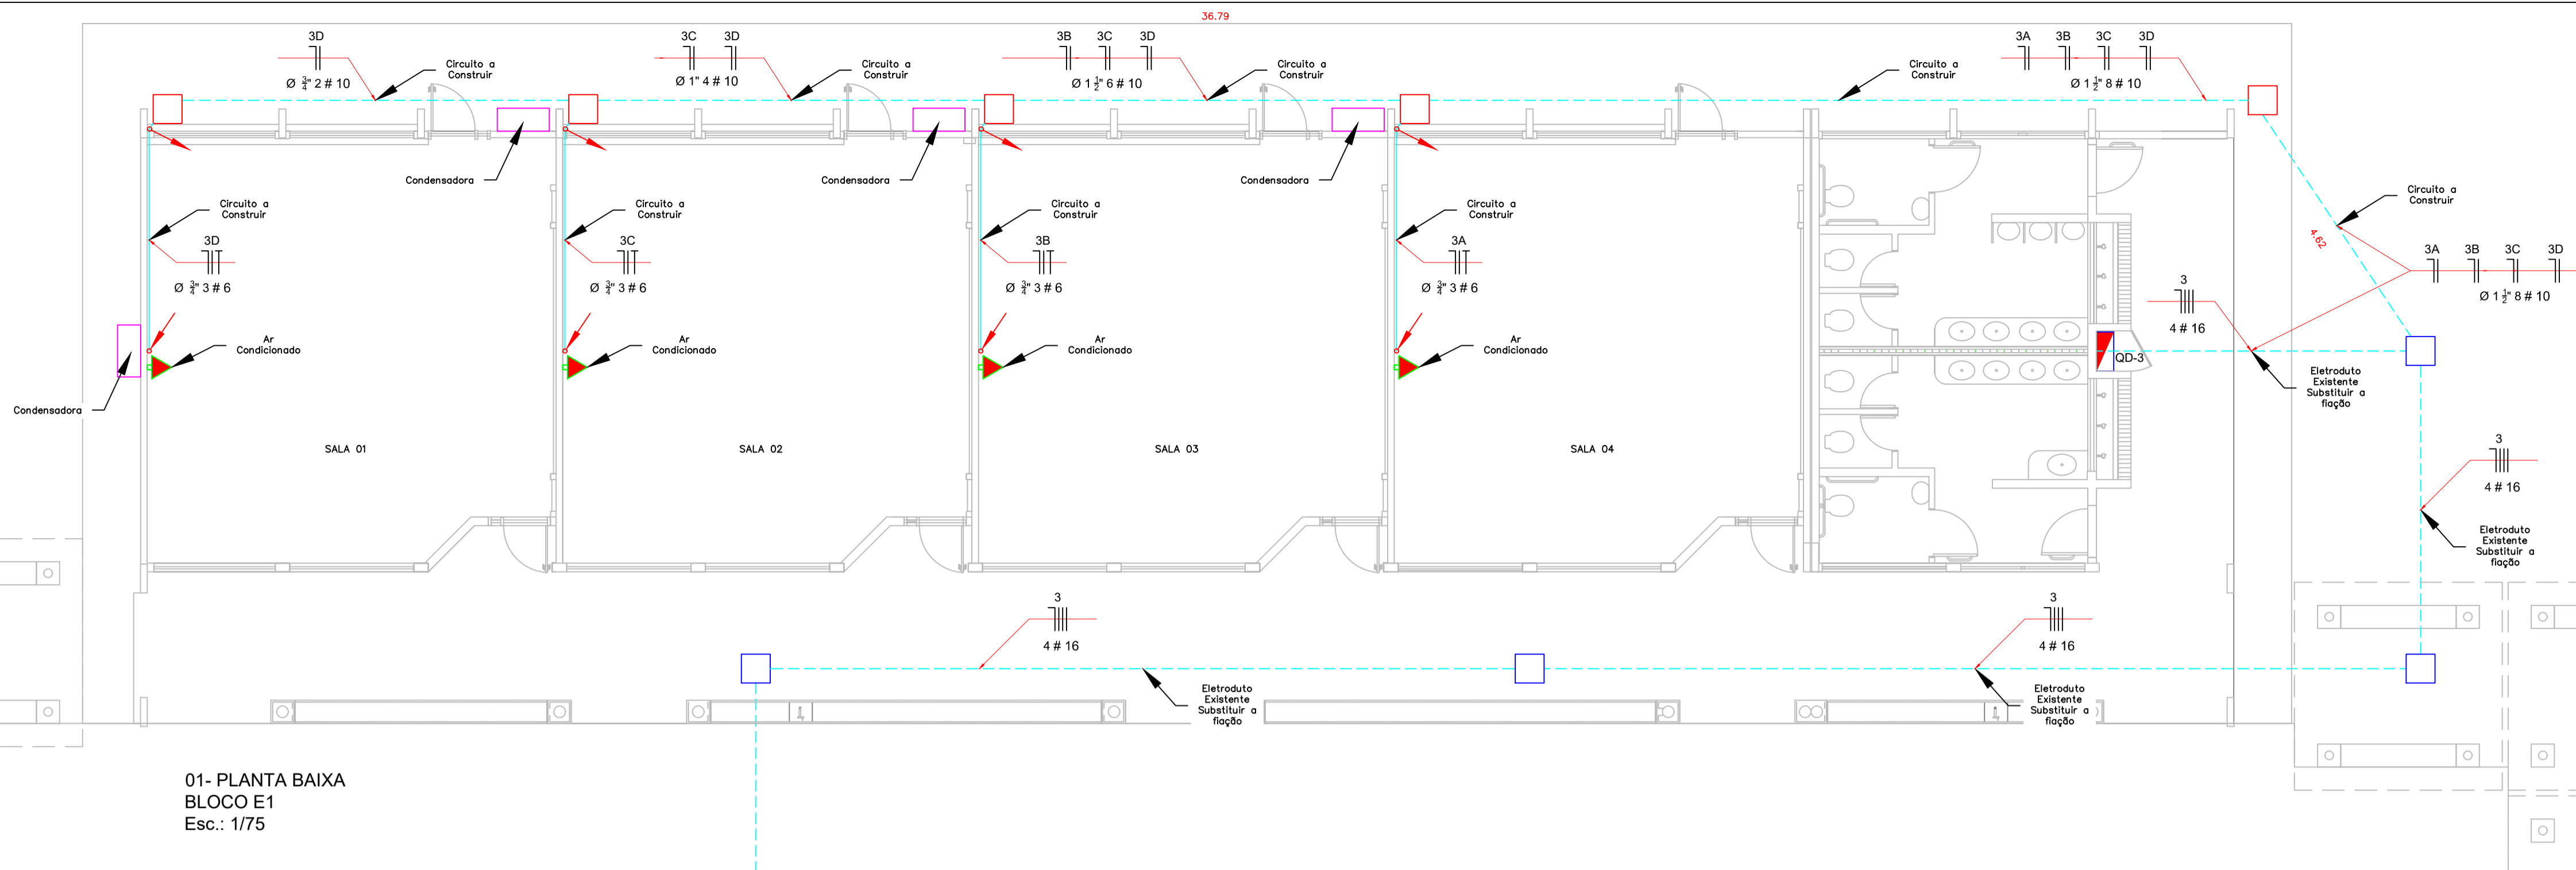 36.79
3D
Ø 3/4" 2 # 10
Circuito a
Construir
3C 3D
Ø 1" 4 # 10
Circuito a
Construir
3B 3C 3D
Ø 1 1/2" 6 # 10
Circuito a
Construir
Circuito a
Construir
3A 3B 3C 3D
Ø 1 1/2" 8 # 10
Condensadora
Condensadora
Condensadora
Circuito a
Construir
Circuito a
Construir
Circuito a
Construir
Circuito a
Construir
Circuito a
Construir
4.62
3D
Ø 3/4" 3 # 6
3C
Ø 3/4" 3 # 6
3B
Ø 3/4" 3 # 6
3A
Ø 3/4" 3 # 6
3A 3B 3C 3D
Ø 1 1/2" 8 # 10
3
4 # 16
Ar
Condicionado
Ar
Condicionado
Ar
Condicionado
Ar
Condicionado
QD-3
Eletroduto
Existente
Substituir a
fiação
Condensadora
SALA 01
SALA 02
SALA 03
SALA 04
3
4 # 16
Eletroduto
Existente
Substituir a
fiação
3
4 # 16
3
4 # 16
Eletroduto
Existente
Substituir a
fiação
Eletroduto
Existente
Substituir a
fiação
01- PLANTA BAIXA
BLOCO E1
Esc.: 1/75